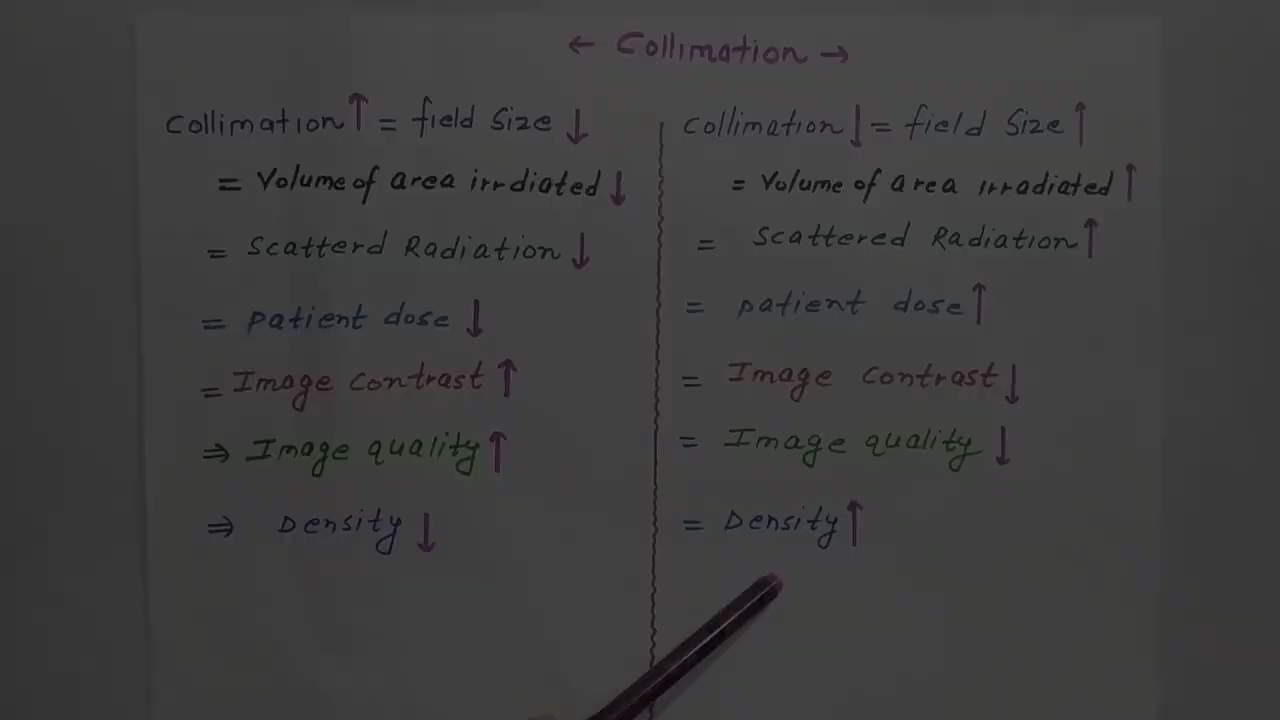 ← Collimation →
Collimation ↑ = field Size ↓
= Volume of area irrdiated ↓
= Scatterd Radiation ↓
= patient dose ↓
= Image contrast ↑
⇒ Image quality ↑
⇒ Density ↓
Collimation ↓ = field Size ↑
= Volume of area irradiated ↑
= Scattered Radiation ↑
= patient dose ↑
= Image contrast ↓
= Image quality ↓
= Density ↑